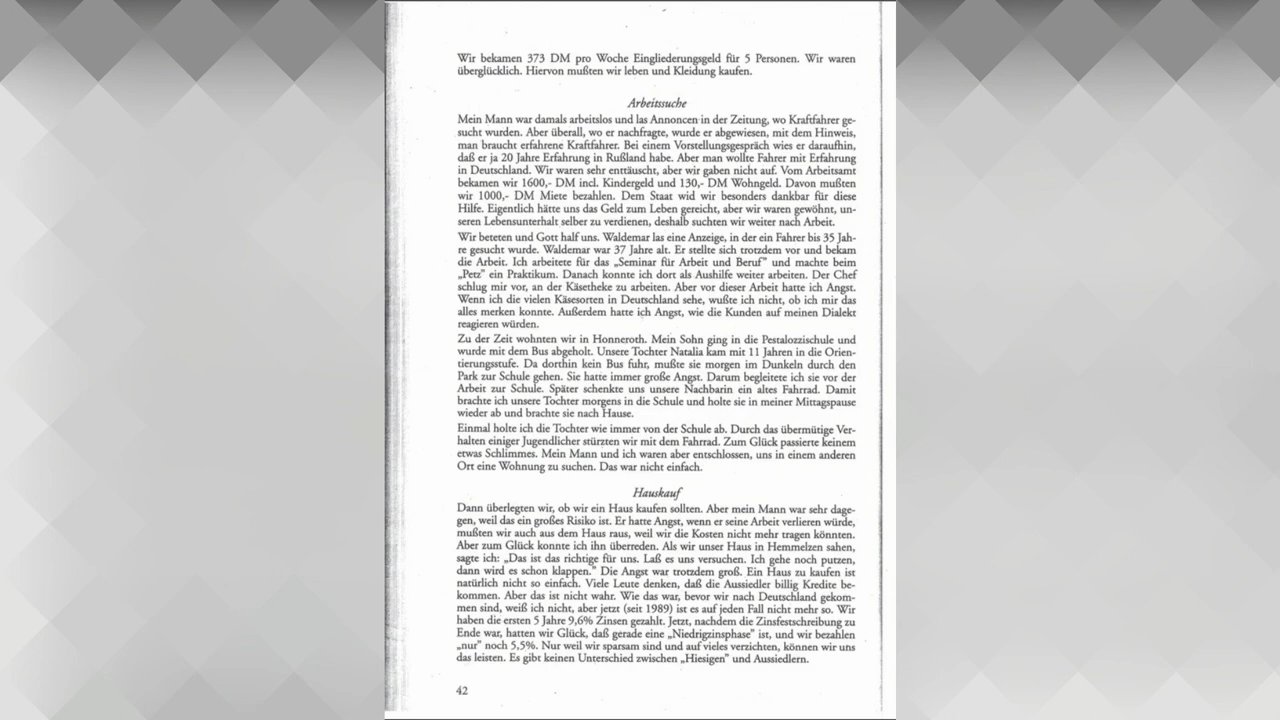 Wir bekamen 373 DM pro Woche Eingliederungsgeld für 5 Personen. Wir waren
überglücklich. Hiervon mußten wir leben und Kleidung kaufen.
Arbeitssuche
Mein Mann war damals arbeitslos und las Annoncen in der Zeitung, wo Kraftfahrer ge-
sucht wurden. Aber überall, wo er nachfragte, wurde er abgewiesen, mit dem Hinweis,
man braucht erfahrene Kraftfahrer. Bei einem Vorstellungsgespräch wies er daraufhin,
daß er ja 20 Jahre Erfahrung in Rußland habe. Aber man wollte Fahrer mit Erfahrung
in Deutschland. Wir waren sehr enttäuscht, aber wir gaben nicht auf. Vom Arbeitsamt
bekamen wir 1600,- DM incl. Kindergeld und 130,- DM Wohngeld. Davon mußten
wir 1000,- DM Miete bezahlen. Dem Staat wid wir besonders dankbar für diese
Hilfe. Eigentlich hätte uns das Geld zum Leben gereicht, aber wir waren gewöhnt, un-
seren Lebensunterhalt selber zu verdienen, deshalb suchten wir weiter nach Arbeit.
Wir beteten und Gott half uns. Waldemar las eine Anzeige, in der ein Fahrer bis 35 Jah-
re gesucht wurde. Waldemar war 37 Jahre alt. Er stellte sich trotzdem vor und bekam
die Arbeit. Ich arbeitete für das „Seminar für Arbeit und Beruf" und machte beim
„Petz" ein Praktikum. Danach konnte ich dort als Aushilfe weiter arbeiten. Der Chef
schlug mir vor, an der Käsetheke zu arbeiten. Aber vor dieser Arbeit hatte ich Angst.
Wenn ich die vielen Käsesorten in Deutschland sehe, wußte ich nicht, ob ich mir das
alles merken konnte. Außerdem hatte ich Angst, wie die Kunden auf meinen Dialekt
reagieren würden.
Zu der Zeit wohnten wir in Honneroth. Mein Sohn ging in die Pestalozzischule und
wurde mit dem Bus abgeholt. Unsere Tochter Natalia kam mit 11 Jahren in die Orien-
tierungsstufe. Da dorthin kein Bus fuhr, mußte sie morgen im Dunkeln durch den
Park zur Schule gehen. Sie hatte immer große Angst. Darum begleitete ich sie vor der
Arbeit zur Schule. Später schenkte uns unsere Nachbarin ein altes Fahrrad. Damit
brachte ich unsere Tochter morgens in die Schule und holte sie in meiner Mittagspause
wieder ab und brachte sie nach Hause.
Einmal holte ich die Tochter wie immer von der Schule ab. Durch das übermütige Ver-
halten einiger Jugendlicher stürzten wir mit dem Fahrrad. Zum Glück passierte keinem
etwas Schlimmes. Mein Mann und ich waren aber entschlossen, uns in einem anderen
Ort eine Wohnung zu suchen. Das war nicht einfach.
Hauskauf
Dann überlegten wir, ob wir ein Haus kaufen sollten. Aber mein Mann war sehr dage-
gen, weil das ein großes Risiko ist. Er hatte Angst, wenn er seine Arbeit verlieren würde,
mußten wir auch aus dem Haus raus, weil wir die Kosten nicht mehr tragen könnten.
Aber zum Glück konnte ich ihn überreden. Als wir unser Haus in Hemmelzen sahen,
sagte ich: „Das ist das richtige für uns. Laß es uns versuchen. Ich gehe noch putzen,
dann wird es schon klappen." Die Angst war trotzdem groß. Ein Haus zu kaufen ist
natürlich nicht so einfach. Viele Leute denken, daß die Aussiedler billig Kredite be-
kommen. Aber das ist nicht wahr. Wie das war, bevor wir nach Deutschland gekom-
men sind, weiß ich nicht, aber jetzt (seit 1989) ist es auf jeden Fall nicht mehr so. Wir
haben die ersten 5 Jahre 9,6% Zinsen gezahlt. Jetzt, nachdem die Zinsfestschreibung zu
Ende war, hatten wir Glück, daß gerade eine „Niedrigzinsphase" ist, und wir bezahlen
„nur" noch 5,5%. Nur weil wir sparsam sind und auf vieles verzichten, können wir uns
das leisten. Es gibt keinen Unterschied zwischen „Hiesigen" und Aussiedlern.
42